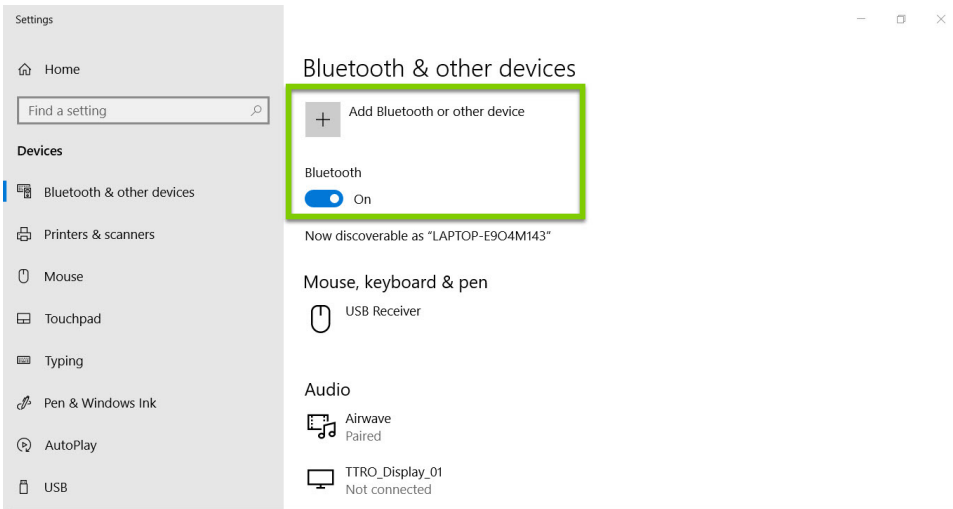 Settings
Home
Find a setting
Devices
Bluetooth & other devices
Printers & scanners
Mouse
Touchpad
Typing
Pen & Windows Ink
AutoPlay
USB
Bluetooth & other devices
Add Bluetooth or other device
Bluetooth
On
Now discoverable as “LAPTOP-E9O4M143”
Mouse, keyboard & pen
USB Receiver
Audio
Airwave
Paired
TTRO_Display_01
Not connected